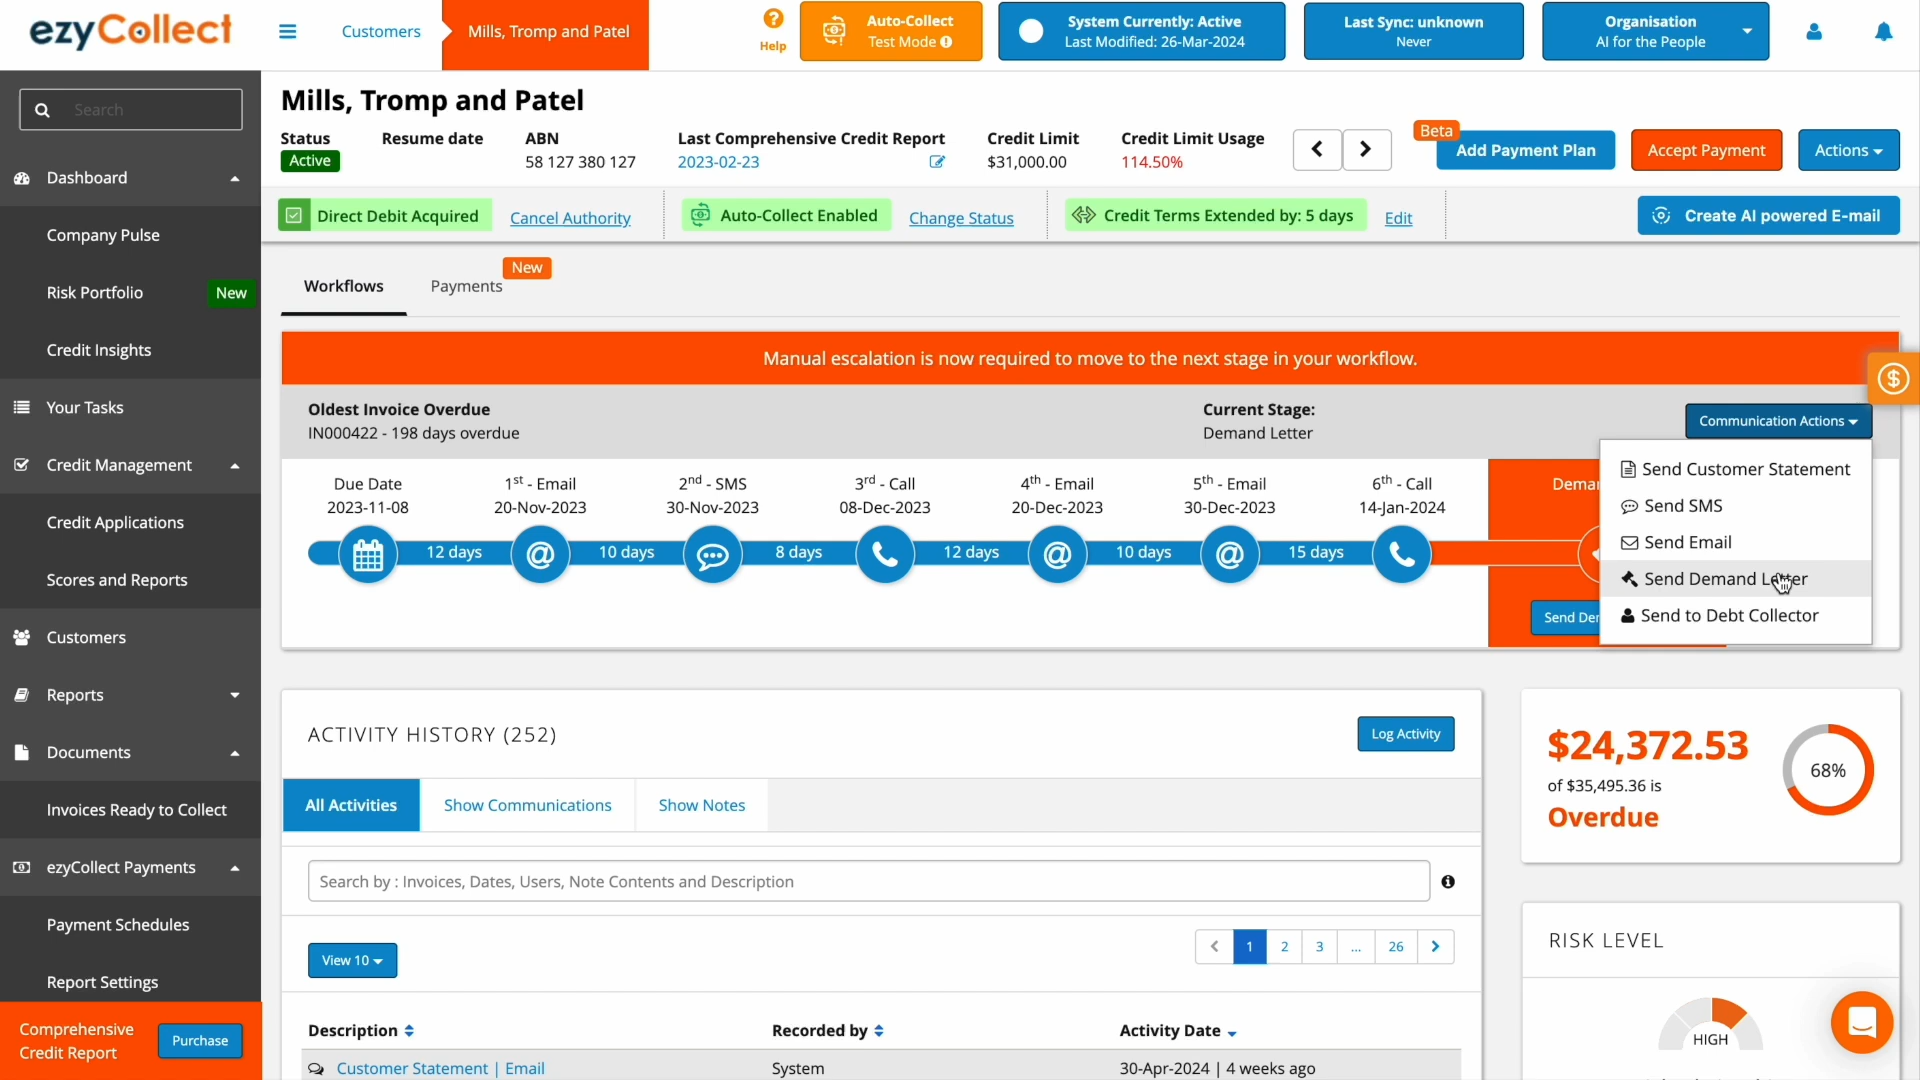 ezyCollect
Customers
Mills, Tromp and Patel
Help
Auto-Collect
Test Mode
System Currently: Active
Last Modified: 26-Mar-2024
Last Sync: unknown
Never
Organisation
AI for the People
Search
Dashboard
Company Pulse
Risk Portfolio
New
Credit Insights
Your Tasks
Credit Management
Credit Applications
Scores and Reports
Customers
Reports
Documents
Invoices Ready to Collect
ezyCollect Payments
Payment Schedules
Report Settings
Comprehensive
Credit Report
Purchase
Mills, Tromp and Patel
Status
Active
Resume date
ABN
58 127 380 127
Last Comprehensive Credit Report
2023-02-23
Credit Limit
$31,000.00
Credit Limit Usage
114.50%
Beta
Add Payment Plan
Accept Payment
Actions
Direct Debit Acquired
Cancel Authority
Auto-Collect Enabled
Change Status
Credit Terms Extended by: 5 days
Edit
Create AI powered E-mail
Workflows
Payments
New
Manual escalation is now required to move to the next stage in your workflow.
Oldest Invoice Overdue
IN000422 - 198 days overdue
Current Stage:
Demand Letter
Communication Actions
Send Customer Statement
Send SMS
Send Email
Send Demand Letter
Send to Debt Collector
Due Date
2023-11-08
12 days
1st - Email
20-Nov-2023
10 days
2nd - SMS
30-Nov-2023
8 days
3rd - Call
08-Dec-2023
12 days
4th - Email
20-Dec-2023
10 days
5th - Email
30-Dec-2023
15 days
6th - Call
14-Jan-2024
Dema
Send De
ACTIVITY HISTORY (252)
Log Activity
All Activities
Show Communications
Show Notes
Search by : Invoices, Dates, Users, Note Contents and Description
View 10
1 2 3 ... 26
Description
Recorded by
Activity Date
Customer Statement | Email
System
30-Apr-2024 | 4 weeks ago
$24,372.53
of $35,495.36 is
Overdue
68%
RISK LEVEL
HIGH